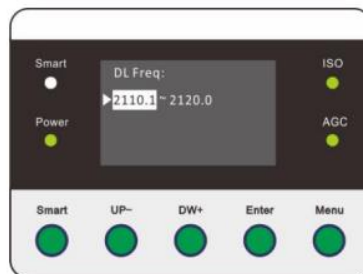 Smart
ISO
DL Freq:
2110.1~2120.0
Power
AGC
Smart UP- DW+ Enter Menu